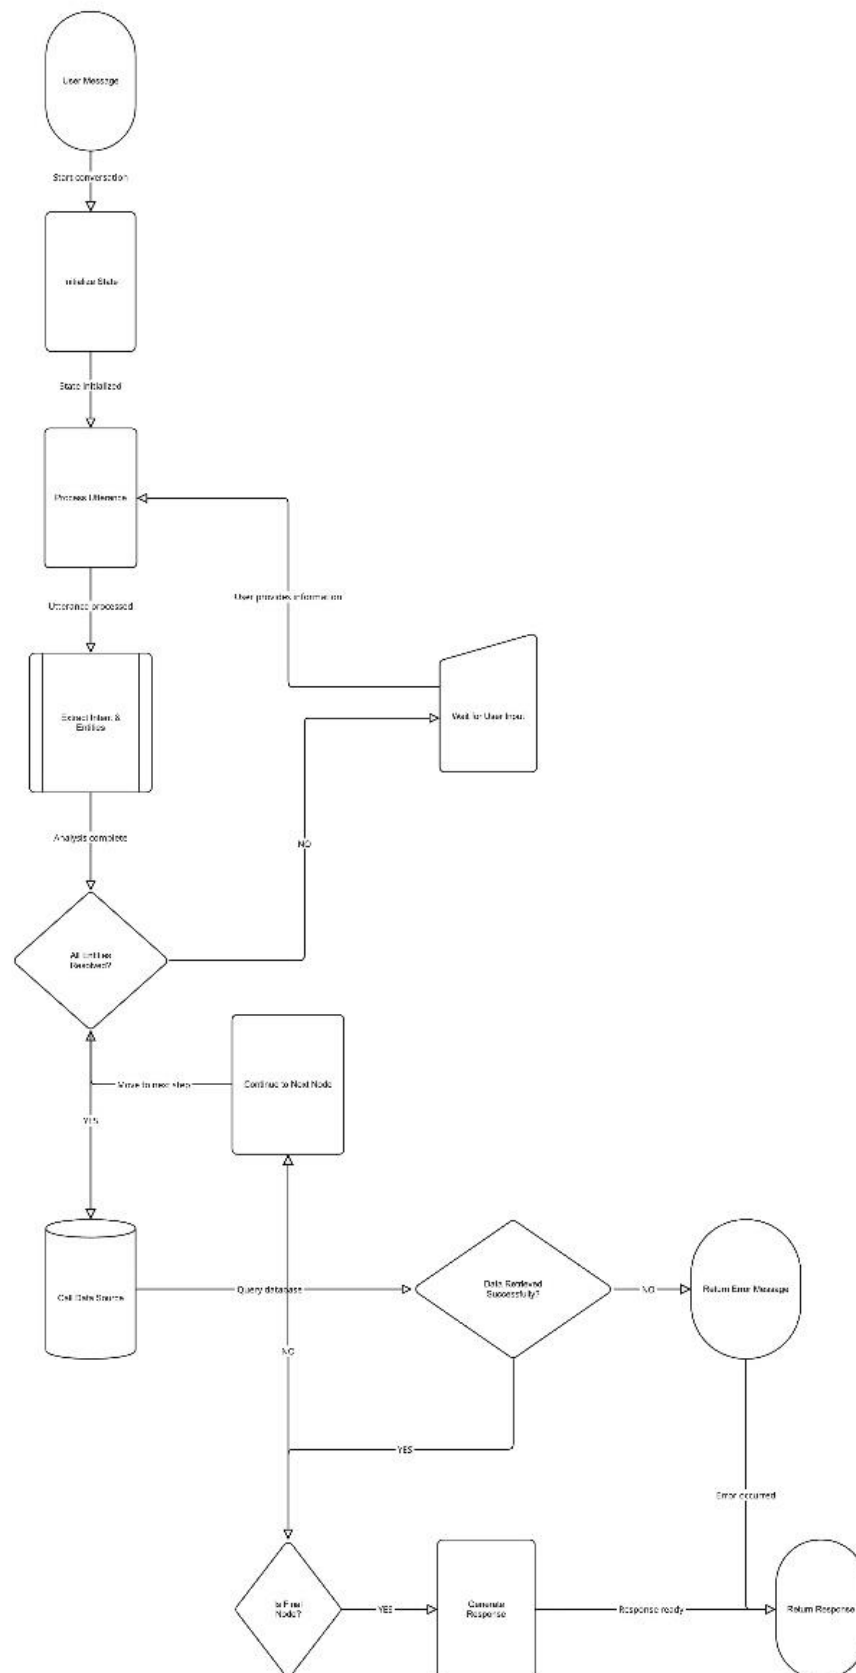 User Message
Start conversation
Initialize State
State initialized
Process Utterance
User provides information
Utterance processed
Extract Intent &
Entities
Wait for User Input
Analysis complete
NO
All Entities
Resolved?
Continue to Next Node
Move to next step
YES
Call Data Source
Query database
Data Retrieved
Successfully?
NO
Return Error Message
NO
YES
Error occurred
Is Final
Node?
YES
Generate
Response
Response ready
Return Response